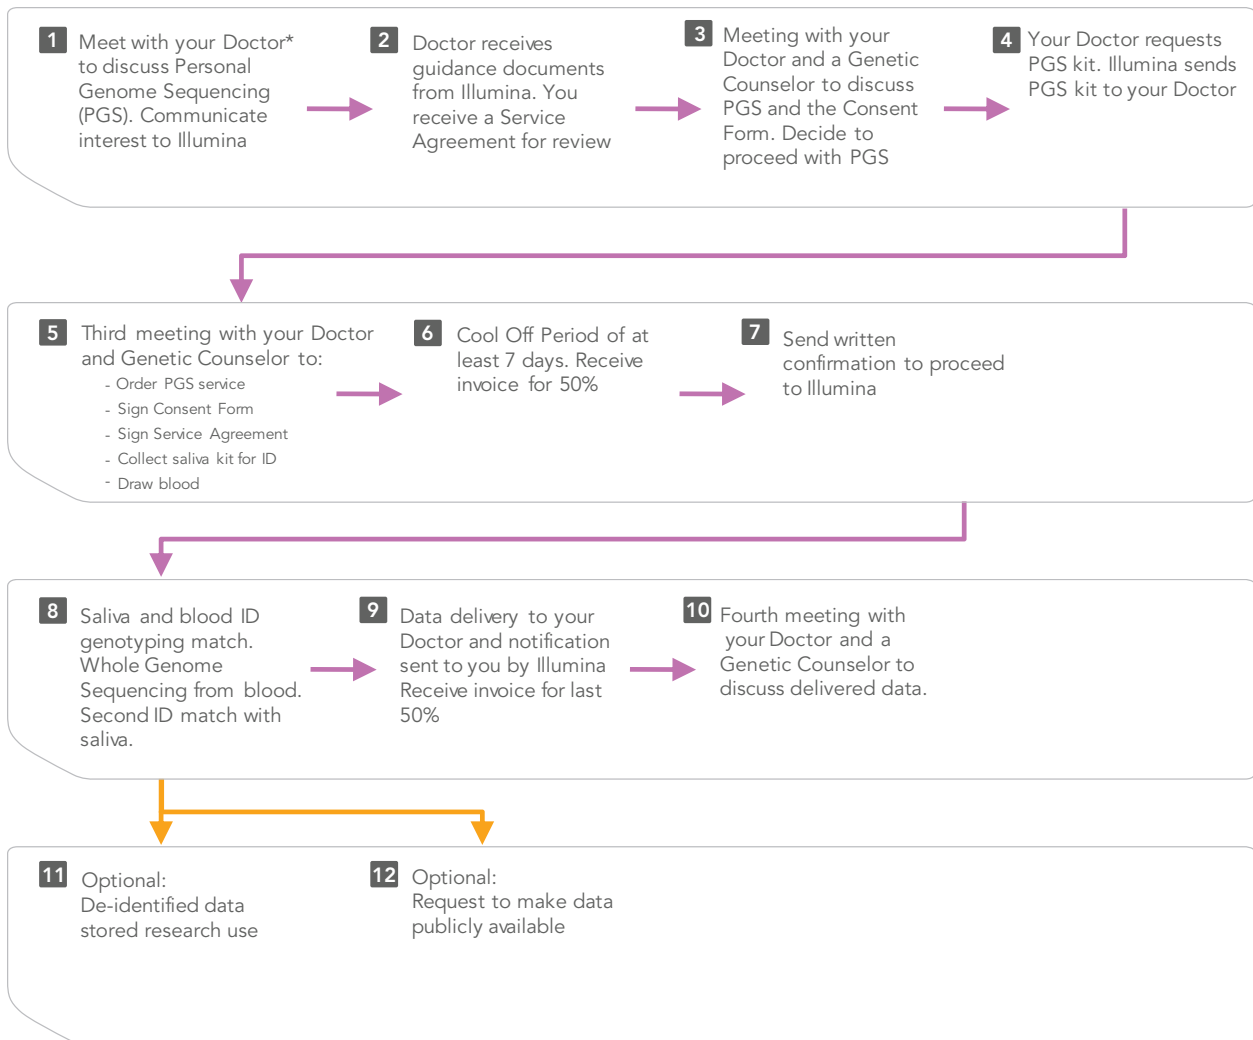 1
Meet with your Doctor*
to discuss Personal
Genome Sequencing
(PGS). Communicate
interest to Illumina
2
Doctor receives
guidance documents
from Illumina. You
receive a Service
Agreement for review
3
Meeting with your
Doctor and a Genetic
Counselor to discuss
PGS and the Consent
Form. Decide to
proceed with PGS
4
Your Doctor requests
PGS kit. Illumina sends
PGS kit to your Doctor
5
Third meeting with your Doctor
and Genetic Counselor to:
- Order PGS service
- Sign Consent Form
- Sign Service Agreement
- Collect saliva kit for ID
- Draw blood
6
Cool Off Period of at
least 7 days. Receive
invoice for 50%
7
Send written
confirmation to proceed
to Illumina
8
Saliva and blood ID
genotyping match.
Whole Genome
Sequencing from blood.
Second ID match with
saliva.
9
Data delivery to your
Doctor and notification
sent to you by Illumina
Receive invoice for last
50%
10
Fourth meeting with
your Doctor and a
Genetic Counselor to
discuss delivered data.
11
Optional:
De-identified data
stored research use
12
Optional:
Request to make data
publicly available